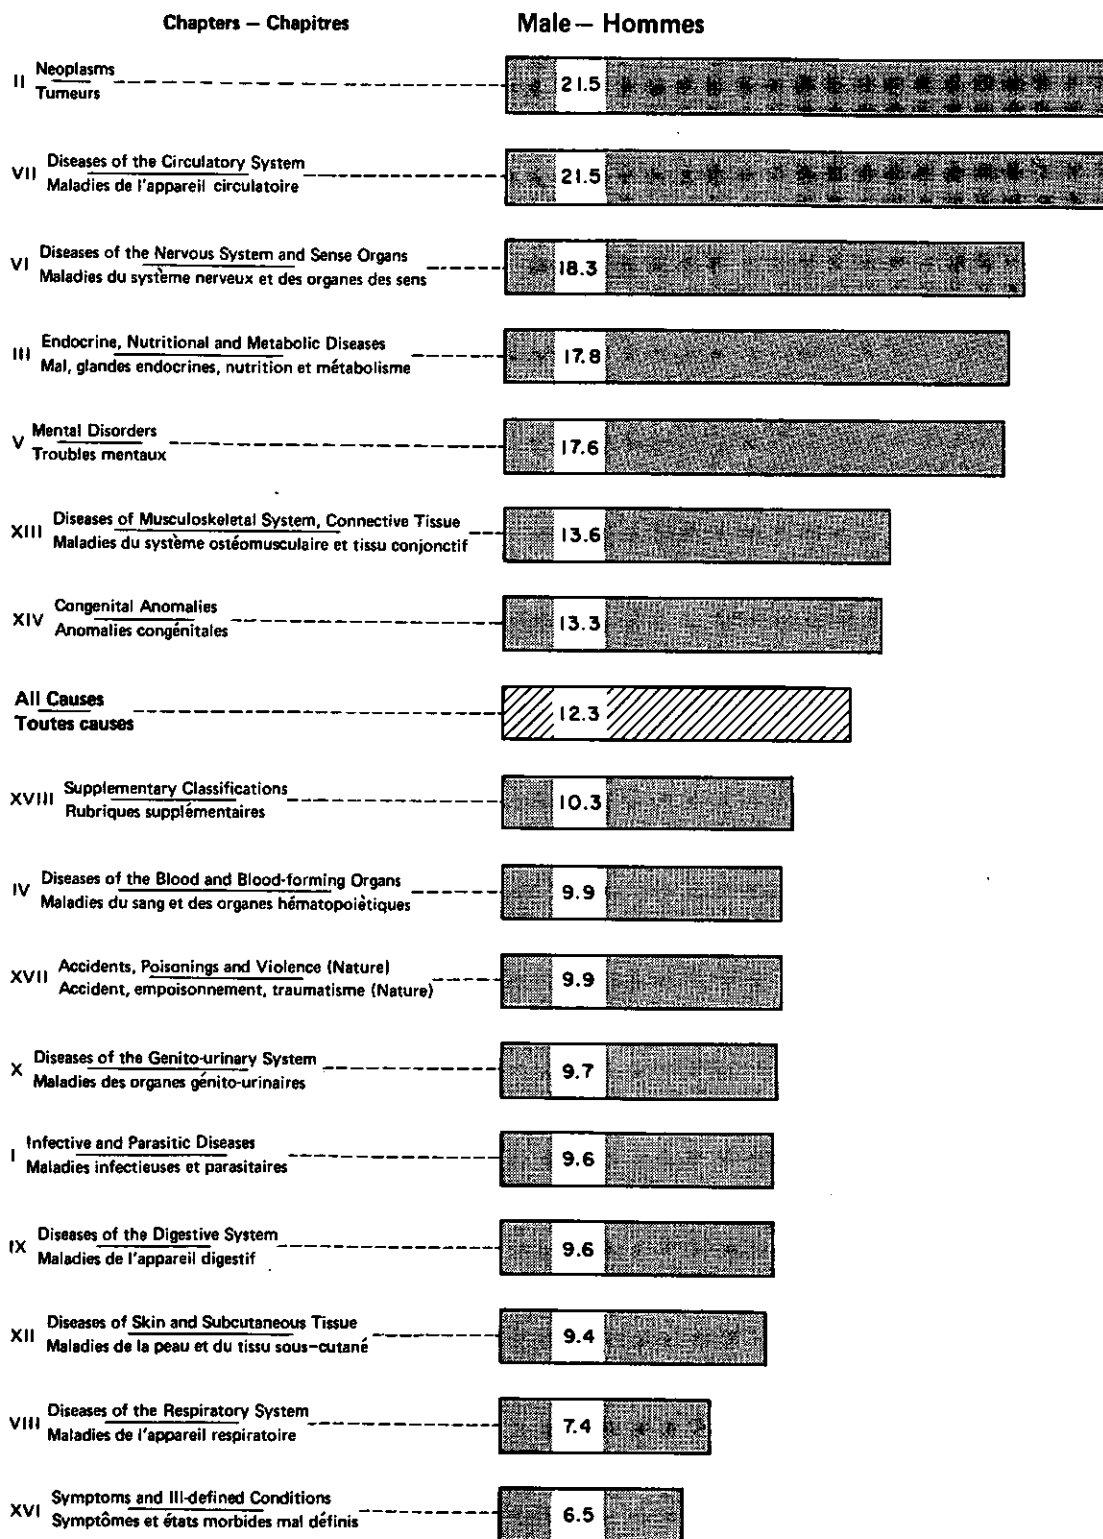 Chapters – Chapitres
Male – Hommes
II Neoplasms
Tumeurs
21.5
VII Diseases of the Circulatory System
Maladies de l'appareil circulatoire
21.5
VI Diseases of the Nervous System and Sense Organs
Maladies du système nerveux et des organes des sens
18.3
III Endocrine, Nutritional and Metabolic Diseases
Mal, glandes endocrines, nutrition et métabolisme
17.8
V Mental Disorders
Troubles mentaux
17.6
XIII Diseases of Musculoskeletal System, Connective Tissue
Maladies du système ostéomusculaire et tissu conjonctif
13.6
XIV Congenital Anomalies
Anomalies congénitales
13.3
All Causes
Toutes causes
12.3
XVIII Supplementary Classifications
Rubriques supplémentaires
10.3
IV Diseases of the Blood and Blood-forming Organs
Maladies du sang et des organes hématopoiètiques
9.9
XVII Accidents, Poisonings and Violence (Nature)
Accident, empoisonnement, traumatisme (Nature)
9.9
X Diseases of the Genito-urinary System
Maladies des organes génito-urinaires
9.7
I Infective and Parasitic Diseases
Maladies infectieuses et parasitaires
9.6
IX Diseases of the Digestive System
Maladies de l'appareil digestif
9.6
XII Diseases of Skin and Subcutaneous Tissue
Maladies de la peau et du tissu sous-cutané
9.4
VIII Diseases of the Respiratory System
Maladies de l'appareil respiratoire
7.4
XVI Symptoms and Ill-defined Conditions
Symptômes et états morbides mal définis
6.5